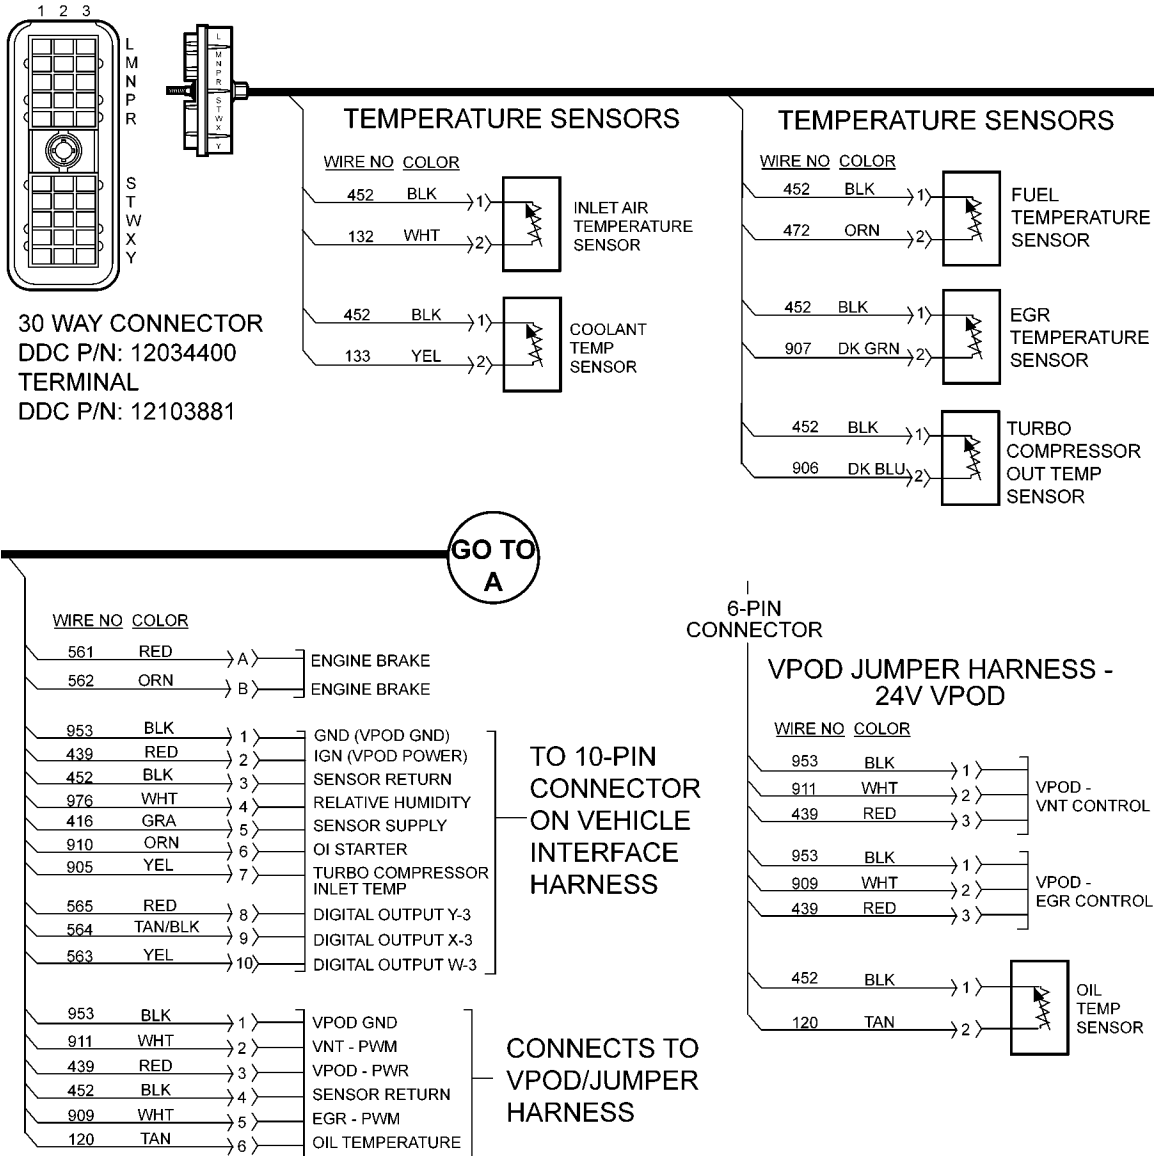 1 2 3
L
M
N
P
R
S
T
W
X
Y
L
M
N
P
R
S
T
W
X
Y
30 WAY CONNECTOR
DDC P/N: 12034400
TERMINAL
DDC P/N: 12103881
TEMPERATURE SENSORS
WIRE NO COLOR
452 BLK 1
132 WHT 2
INLET AIR
TEMPERATURE
SENSOR
452 BLK 1
133 YEL 2
COOLANT
TEMP
SENSOR
TEMPERATURE SENSORS
WIRE NO COLOR
452 BLK 1
472 ORN 2
FUEL
TEMPERATURE
SENSOR
452 BLK 1
907 DK GRN 2
EGR
TEMPERATURE
SENSOR
452 BLK 1
906 DK BLU 2
TURBO
COMPRESSOR
OUT TEMP
SENSOR
GO TO
A
WIRE NO COLOR
561 RED A ENGINE BRAKE
562 ORN B ENGINE BRAKE
953 BLK 1 GND (VPOD GND)
439 RED 2 IGN (VPOD POWER)
452 BLK 3 SENSOR RETURN
976 WHT 4 RELATIVE HUMIDITY
416 GRA 5 SENSOR SUPPLY
910 ORN 6 OI STARTER
905 YEL 7 TURBO COMPRESSOR
INLET TEMP
565 RED 8 DIGITAL OUTPUT Y-3
564 TAN/BLK 9 DIGITAL OUTPUT X-3
563 YEL 10 DIGITAL OUTPUT W-3
TO 10-PIN
CONNECTOR
ON VEHICLE
INTERFACE
HARNESS
953 BLK 1 VPOD GND
911 WHT 2 VNT - PWM
439 RED 3 VPOD - PWR
452 BLK 4 SENSOR RETURN
909 WHT 5 EGR - PWM
120 TAN 6 OIL TEMPERATURE
CONNECTS TO
VPOD/JUMPER
HARNESS
6-PIN
CONNECTOR
VPOD JUMPER HARNESS -
24V VPOD
WIRE NO COLOR
953 BLK 1
911 WHT 2
439 RED 3
VPOD -
VNT CONTROL
953 BLK 1
909 WHT 2
439 RED 3
VPOD -
EGR CONTROL
452 BLK 1
120 TAN 2
OIL
TEMP
SENSOR